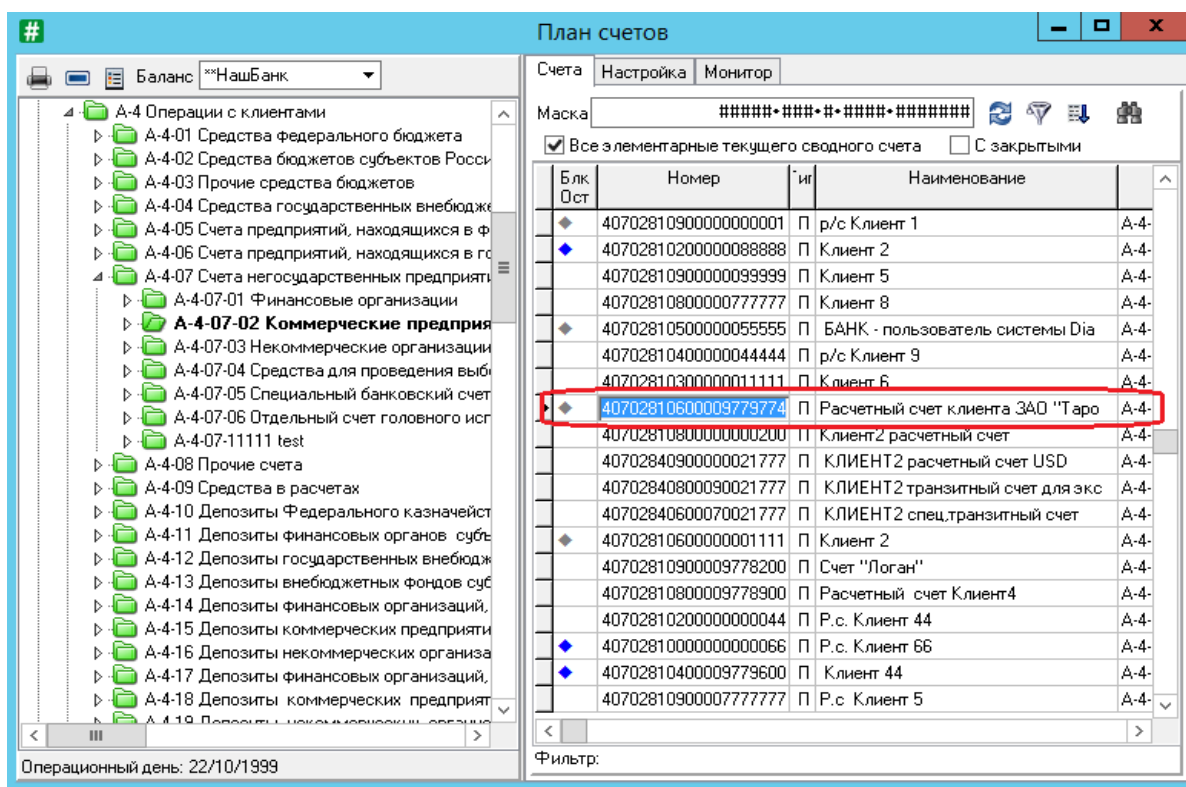 План счетов
Баланс **НашБанк
А-4 Операции с клиентами
А-4-01 Средства федерального бюджета
А-4-02 Средства бюджетов субъектов Росси
А-4-03 Прочие средства бюджетов
А-4-04 Средства государственных внебюдже
А-4-05 Счета предприятий, находящихся в ф
А-4-06 Счета предприятий, находящихся в гс
А-4-07 Счета негосударственных предприяти
А-4-07-01 Финансовые организации
А-4-07-02 Коммерческие предприя
А-4-07-03 Некоммерческие организации
А-4-07-04 Средства для проведения выб
А-4-07-05 Специальный банковский счет
А-4-07-06 Отдельный счет головного исг
А-4-07-11111 test
А-4-08 Прочие счета
А-4-09 Средства в расчетах
А-4-10 Депозиты Федерального казначейст
А-4-11 Депозиты финансовых органов субъ
А-4-12 Депозиты государственных внебюдж
А-4-13 Депозиты внебюджетных фондов суб
А-4-14 Депозиты финансовых организаций,
А-4-15 Депозиты коммерческих предприяти
А-4-16 Депозиты некоммерческих организа
А-4-17 Депозиты финансовых организаций,
А-4-18 Депозиты коммерческих предприят
Операционный день: 22/10/1999
Счета Настройка Монитор
Маска #####•###•#•####•#######
Все элементарные текущего сводного счета С закрытыми
Блк Ост Номер Наименование
40702810900000000001 П р/с Клиент 1 А-4-
40702810200000088888 П Клиент 2 А-4-
40702810900000099999 П Клиент 5 А-4-
40702810800000777777 П Клиент 8 А-4-
40702810500000055555 П БАНК - пользователь системы Dia А-4-
40702810400000044444 П р/с Клиент 9 А-4-
40702810300000011111 П Клиент 6 А-4-
40702810600009779774 П Расчетный счет клиента ЗАО "Таро А-4-
40702810800000000200 П Клиент2 расчетный счет А-4-
40702840900000021777 П КЛИЕНТ2 расчетный счет USD А-4-
40702840800090021777 П КЛИЕНТ2 транзитный счет для экс А-4-
40702840600070021777 П КЛИЕНТ2 спец,транзитный счет А-4-
40702810600000001111 П Клиент 2 А-4-
40702810900009778200 П Счет "Логан" А-4-
40702810800009778900 П Расчетный счет Клиент4 А-4-
40702810200000000044 П Р.с. Клиент 44 А-4-
40702810000000000066 П Р.с. Клиент 66 А-4-
40702810400009779600 П Клиент 44 А-4-
40702810900007777777 П Р.с Клиент 5 А-4-
Фильтр: